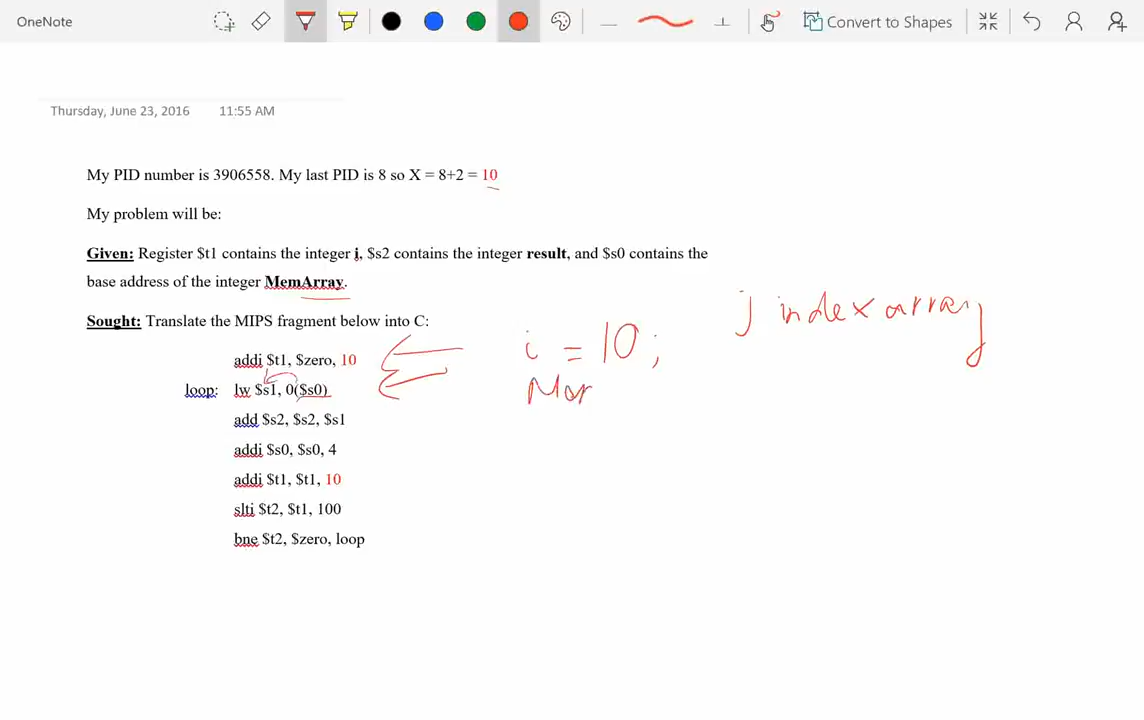 OneNote
Convert to Shapes
Thursday, June 23, 2016 11:55 AM
My PID number is 3906558. My last PID is 8 so X = 8+2 = 10
My problem will be:
Given: Register $t1 contains the integer i, $s2 contains the integer result, and $s0 contains the
base address of the integer MemArray.
Sought: Translate the MIPS fragment below into C:
j index array
addi $t1, $zero, 10
i = 10;
loop: lw $s1, 0($s0)
add $s2, $s2, $s1
addi $s0, $s0, 4
addi $t1, $t1, 10
slti $t2, $t1, 100
bne $t2, $zero, loop